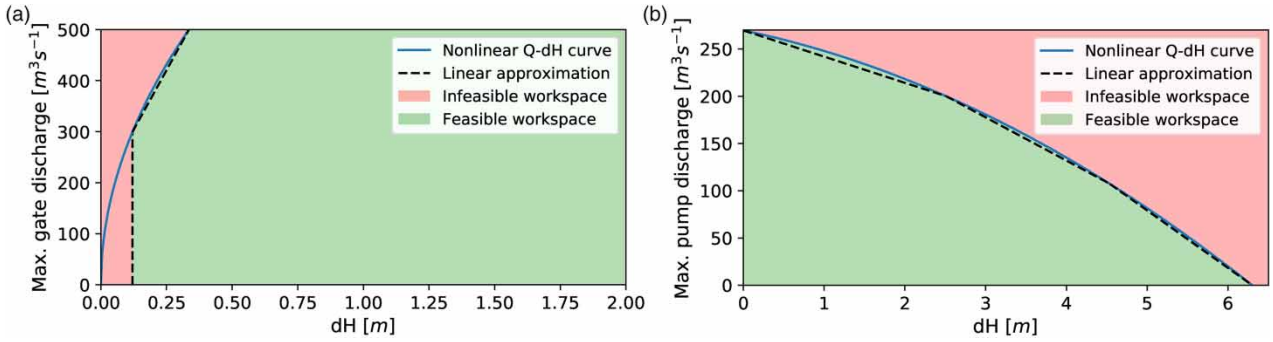 (a)
Max. gate discharge [m³s⁻¹]
500
400
300
200
100
0
0.00 0.25 0.50 0.75 1.00 1.25 1.50 1.75 2.00
dH [m]
Nonlinear Q-dH curve
Linear approximation
Infeasible workspace
Feasible workspace
(b)
Max. pump discharge [m³s⁻¹]
250
200
150
100
50
0
0 1 2 3 4 5 6
dH [m]
Nonlinear Q-dH curve
Linear approximation
Infeasible workspace
Feasible workspace